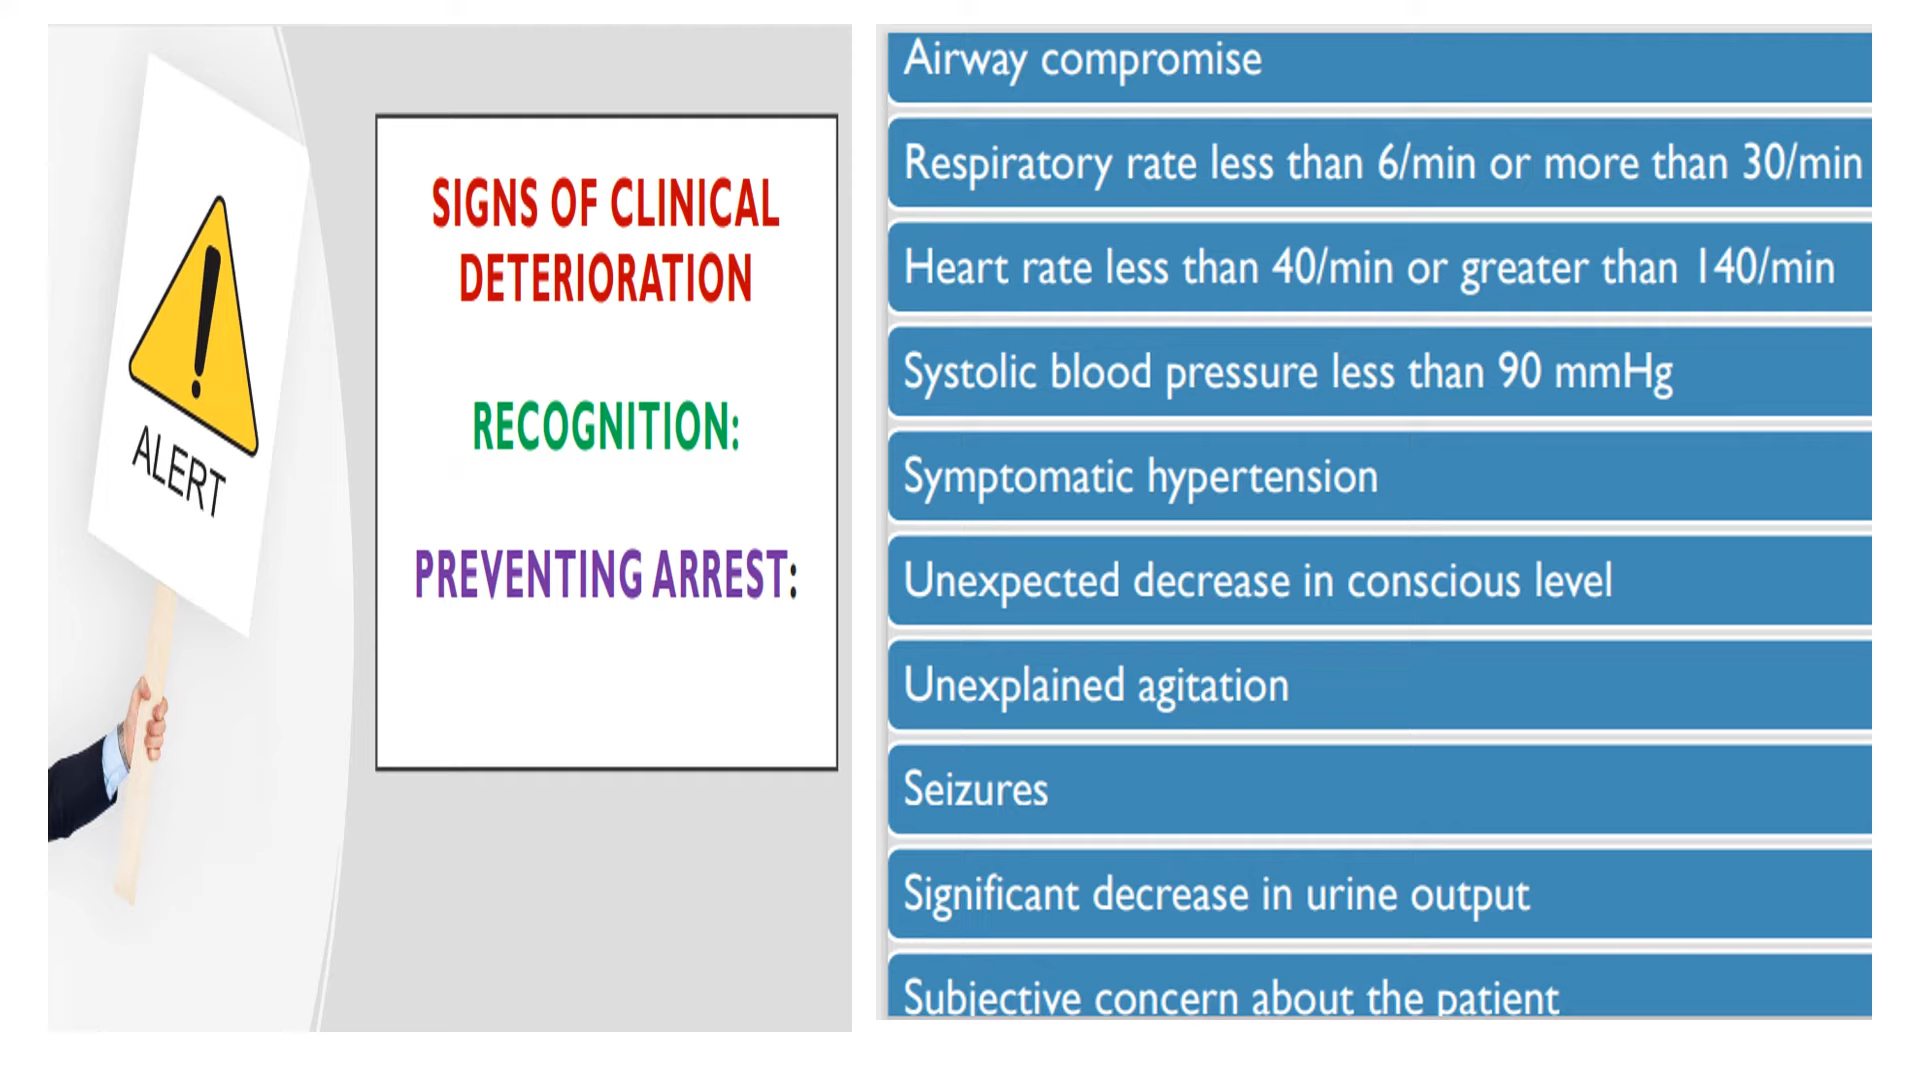 ALERT
SIGNS OF CLINICAL
DETERIORATION
RECOGNITION:
PREVENTING ARREST:
Airway compromise
Respiratory rate less than 6/min or more than 30/min
Heart rate less than 40/min or greater than 140/min
Systolic blood pressure less than 90 mmHg
Symptomatic hypertension
Unexpected decrease in conscious level
Unexplained agitation
Seizures
Significant decrease in urine output
Subjective concern about the patient